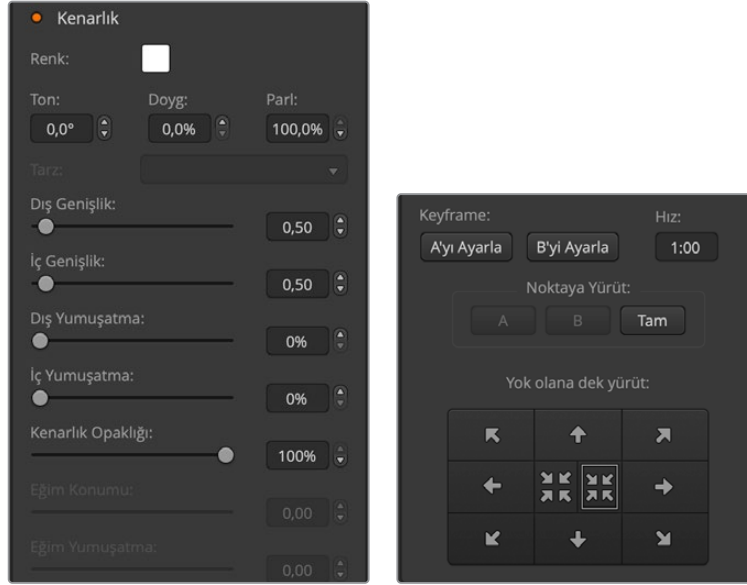 Kenarlık
Renk:
Ton: Doyg: Parl:
0,0° 0,0% 100,0%
Tarz:
Dış Genişlik:
0,50
İç Genişlik:
0,50
Dış Yumuşatma:
0%
İç Yumuşatma:
0%
Kenarlık Opaklığı:
100%
Eğim Konumu:
0,00
Eğim Yumuşatma:
0,00
Keyframe: Hız:
A'yı Ayarla B'yi Ayarla 1:00
Noktaya Yürüt:
A B Tam
Yok olana dek yürüt: